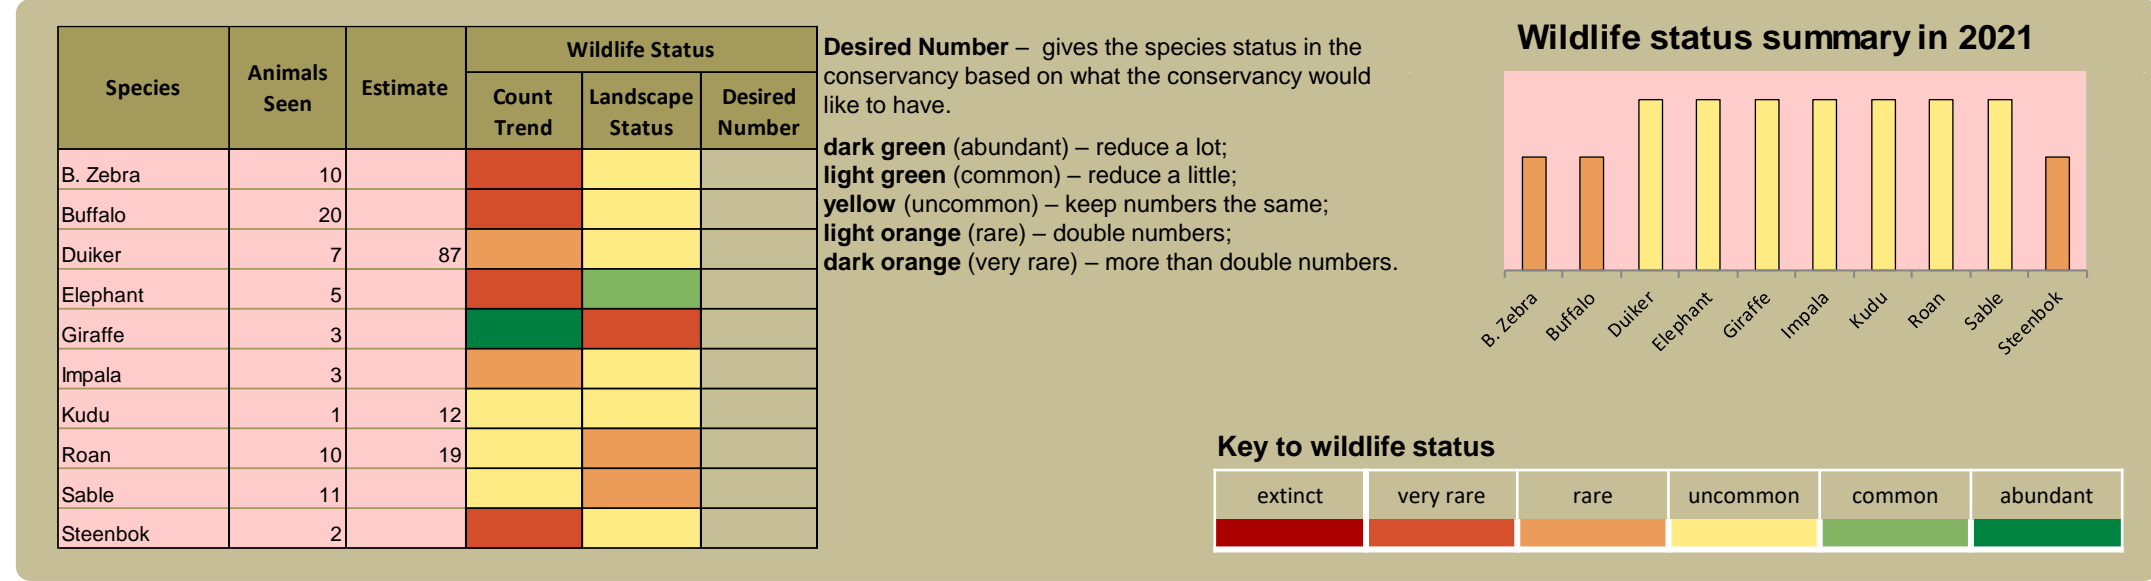 Species
Animals Seen
Estimate
Wildlife Status
Count Trend
Landscape Status
Desired Number
B. Zebra 10
Buffalo 20
Duiker 7 87
Elephant 5
Giraffe 3
Impala 3
Kudu 1 12
Roan 10 19
Sable 11
Steenbok 2
Desired Number – gives the species status in the
conservancy based on what the conservancy would
like to have.
dark green (abundant) – reduce a lot;
light green (common) – reduce a little;
yellow (uncommon) – keep numbers the same;
light orange (rare) – double numbers;
dark orange (very rare) – more than double numbers.
Wildlife status summary in 2021
B. Zebra
Buffalo
Duiker
Elephant
Giraffe
Impala
Kudu
Roan
Sable
Steenbok
Key to wildlife status
extinct very rare rare uncommon common abundant